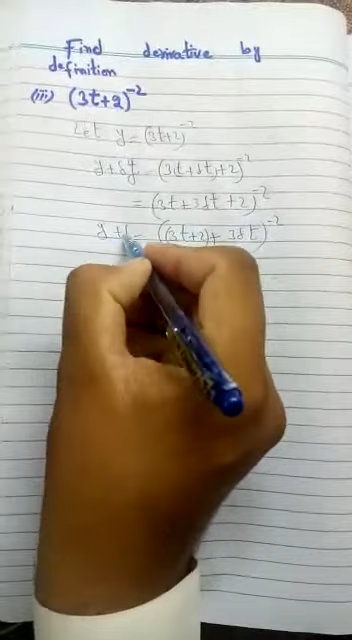 Find derivative by
definition
(iii) (3t+2)⁻²
Let y = (3t+2)⁻²
y+δy = (3t+δt)+2)⁻²
= (3t+3δt+2)⁻²
y + = ((3t+2)+3δt)⁻²